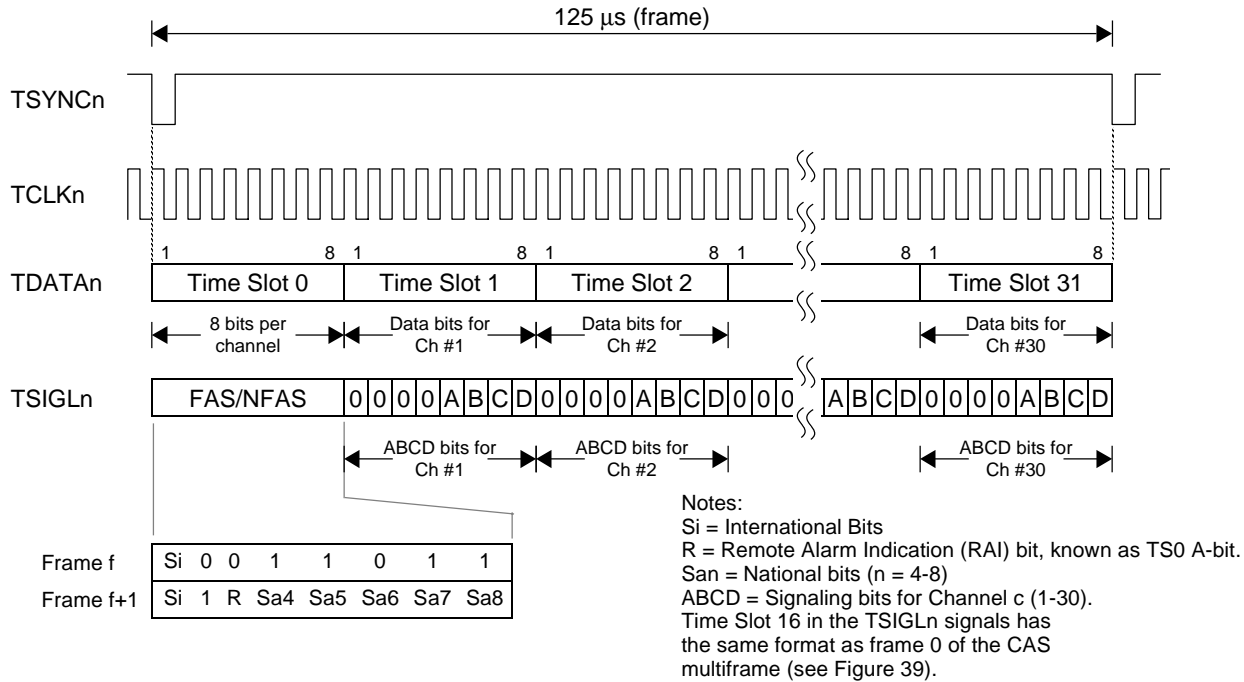 125 μs (frame)
TSYNCn
TCLKn
1 8 1 8 1 8 1 8 1 8
TDATAn
Time Slot 0 Time Slot 1 Time Slot 2 Time Slot 31
8 bits per channel
Data bits for Ch #1
Data bits for Ch #2
Data bits for Ch #30
TSIGLn
FAS/NFAS 0 0 0 0 A B C D 0 0 0 0 A B C D 0 0 0 A B C D 0 0 0 0 A B C D
ABCD bits for Ch #1
ABCD bits for Ch #2
ABCD bits for Ch #30
Frame f Si 0 0 1 1 0 1 1
Frame f+1 Si 1 R Sa4 Sa5 Sa6 Sa7 Sa8
Notes:
Si = International Bits
R = Remote Alarm Indication (RAI) bit, known as TS0 A-bit.
San = National bits (n = 4-8)
ABCD = Signaling bits for Channel c (1-30).
Time Slot 16 in the TSIGLn signals has
the same format as frame 0 of the CAS
multiframe (see Figure 39).